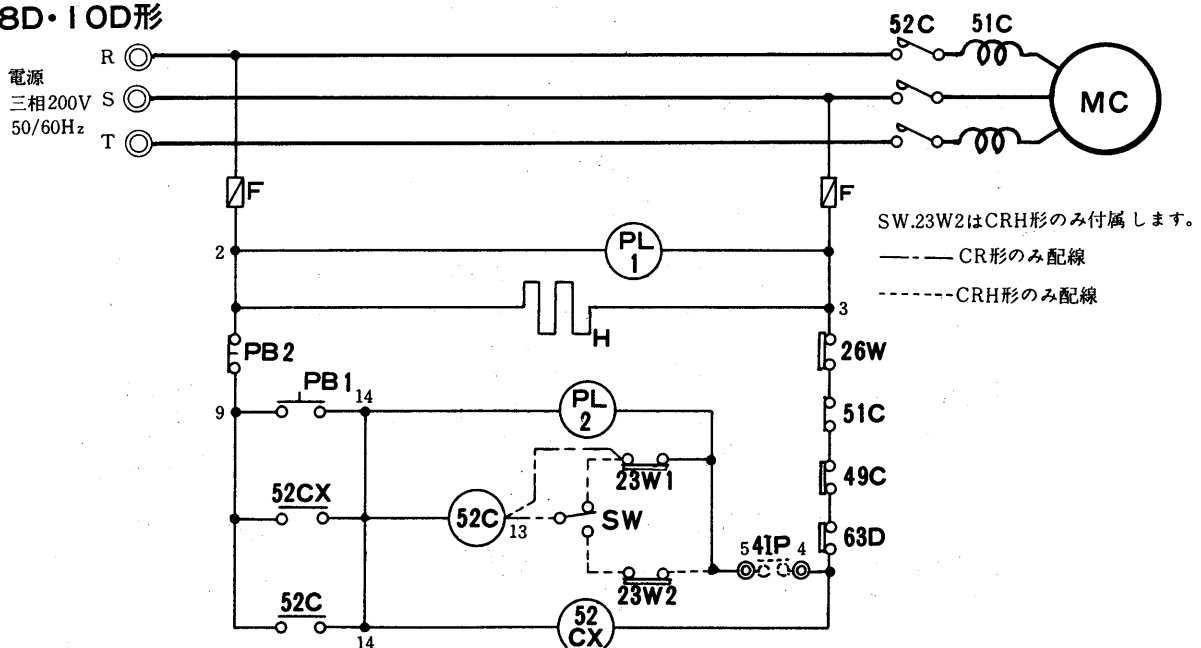 8D・10D形
52C
51C
R
電源
三相200V
50/60Hz
S
T
MC
F
F
SW.23W2はCRH形のみ付属します。
CR形のみ配線
CRH形のみ配線
2
PL
1
3
H
PB2
26W
PB1
14
9
PL
2
51C
23W1
49C
52CX
52C
13
SW
63D
5
4IP
4
23W2
52C
14
52
CX